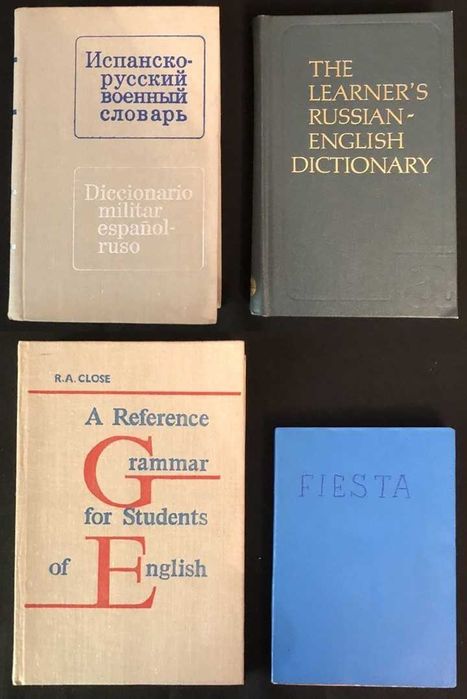 Испанско-
русский
военный
словарь
Diccionario
militar
español-
ruso
THE
LEARNER'S
RUSSIAN-
ENGLISH
DICTIONARY
R.A. CLOSE
A Reference
Grammar
for Students
of English
FIESTA